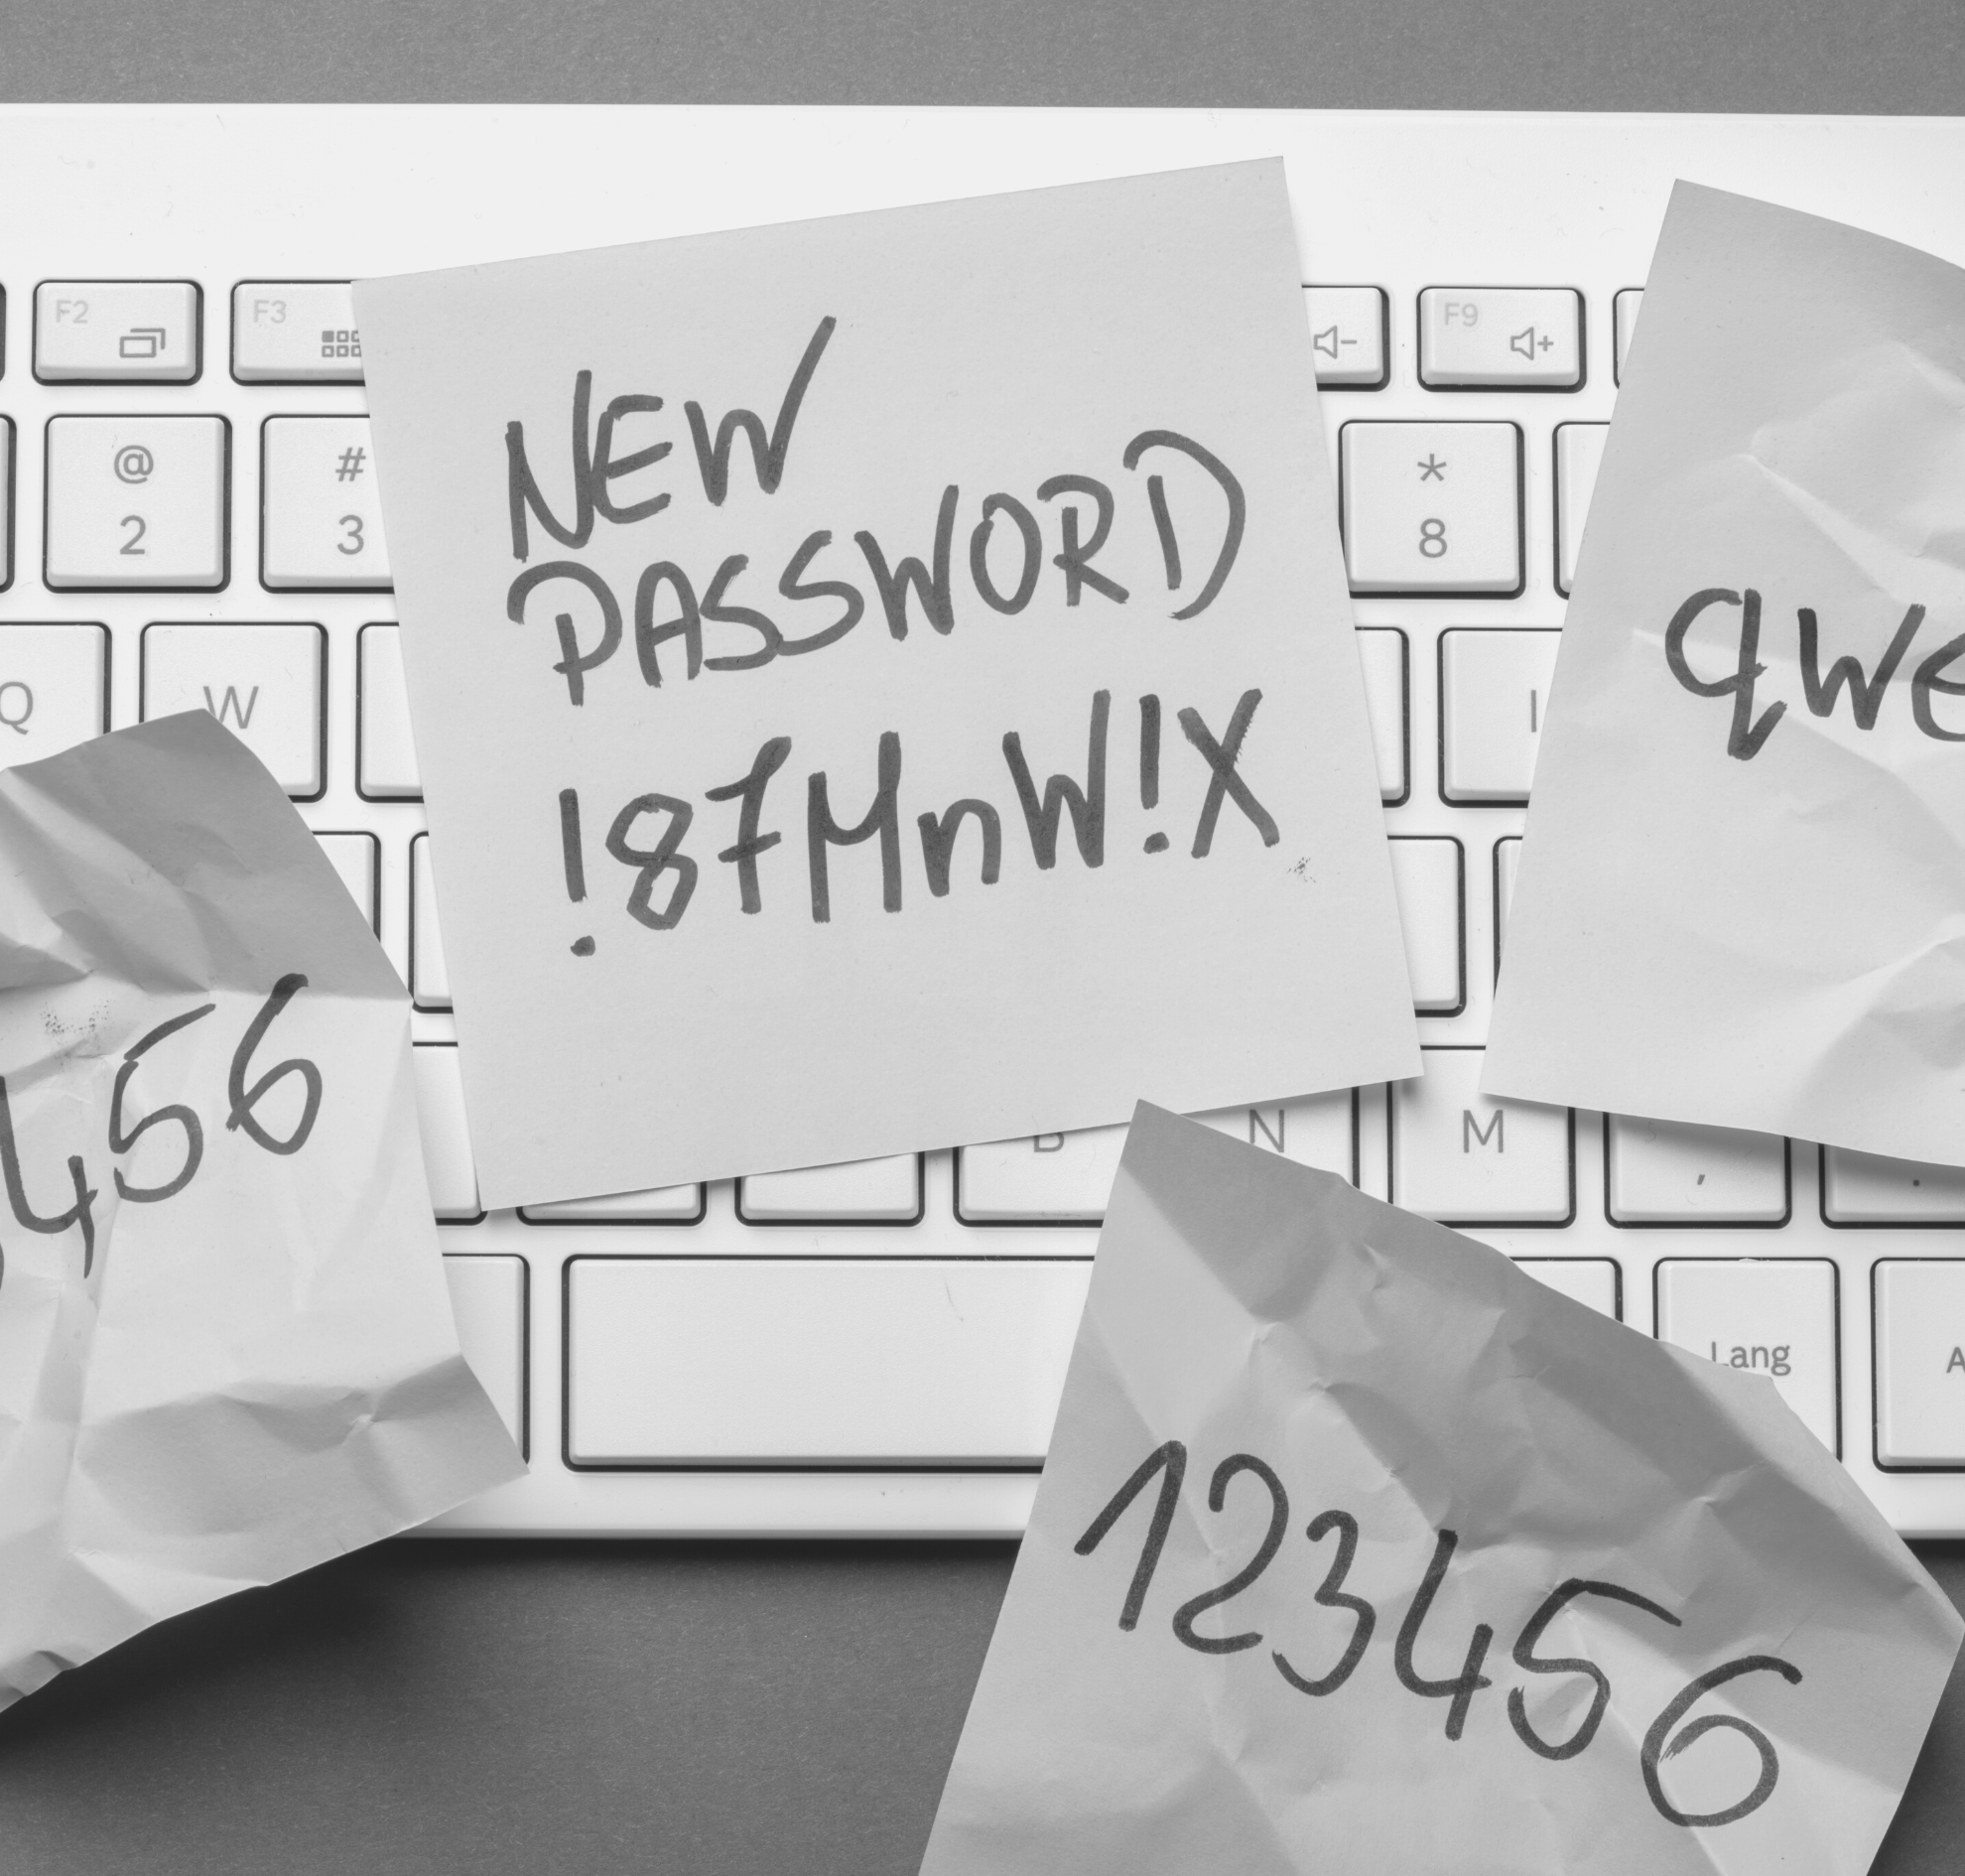 F2 F3 F9
@ # *
2 3 8
NEW
PASSWORD
!87MnW!X
qwe
Q W I
456
B N M , .
Lang A
123456